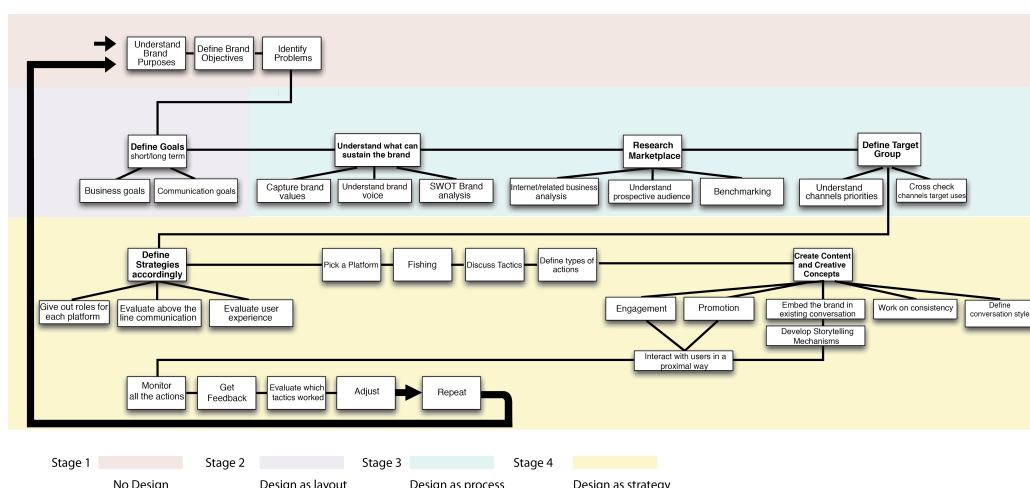 Understand
Brand
Purposes
Define Brand
Objectives
Identify
Problems
Define Goals
short/long term
Business goals
Communication goals
Understand what can
sustain the brand
Capture brand
values
Understand brand
voice
SWOT Brand
analysis
Research
Marketplace
Internet/related business
analysis
Understand
prospective audience
Benchmarking
Define Target
Group
Understand
channels priorities
Cross check
channels target uses
Define
Strategies
accordingly
Give out roles for
each platform
Evaluate above the
line communication
Evaluate user
experience
Pick a Platform
Fishing
Discuss Tactics
Define types of
actions
Create Content
and Creative
Concepts
Engagement
Promotion
Embed the brand in
existing conversation
Develop Storytelling
Mechanisms
Work on consistency
Define
conversation style
Interact with users in a
proximal way
Monitor
all the actions
Get
Feedback
Evaluate which
tactics worked
Adjust
Repeat
Stage 1
No Design
Stage 2
Design as layout
Stage 3
Design as process
Stage 4
Design as strategy